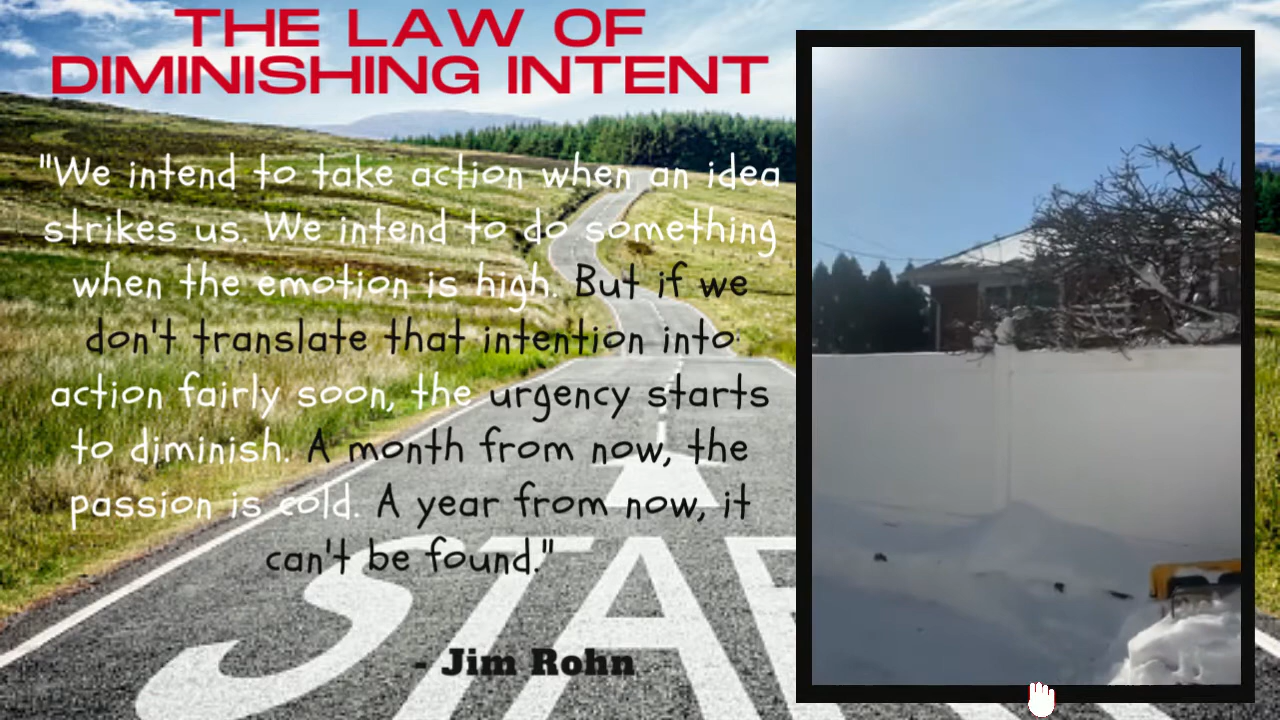 THE LAW OF
DIMINISHING INTENT
"We intend to take action when an idea
strikes us. We intend to do something
when the emotion is high. But if we
don't translate that intention into
action fairly soon, the urgency starts
to diminish. A month from now, the
passion is cold. A year from now, it
can't be found."
- Jim Rohn
STAR